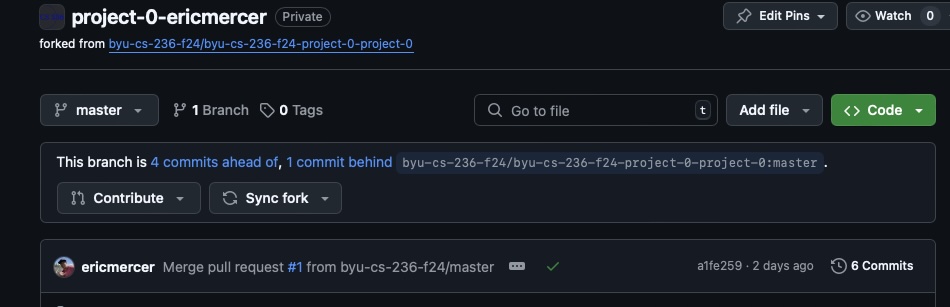 project-0-ericmercer Private Edit Pins Watch 0
forked from byu-cs-236-f24/byu-cs-236-f24-project-0-project-0
master 1 Branch 0 Tags Go to file t Add file Code
This branch is 4 commits ahead of, 1 commit behind byu-cs-236-f24/byu-cs-236-f24-project-0-project-0:master.
Contribute Sync fork
ericmercer Merge pull request #1 from byu-cs-236-f24/master a1fe259 · 2 days ago 6 Commits